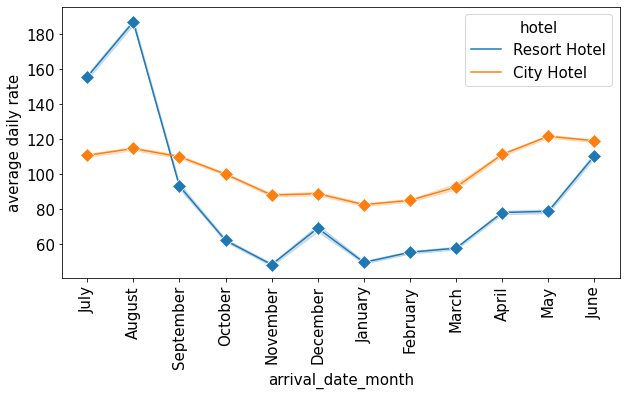 hotel
Resort Hotel
City Hotel
average daily rate
180
160
140
120
100
80
60
July
August
September
October
November
December
January
February
March
April
May
June
arrival_date_month